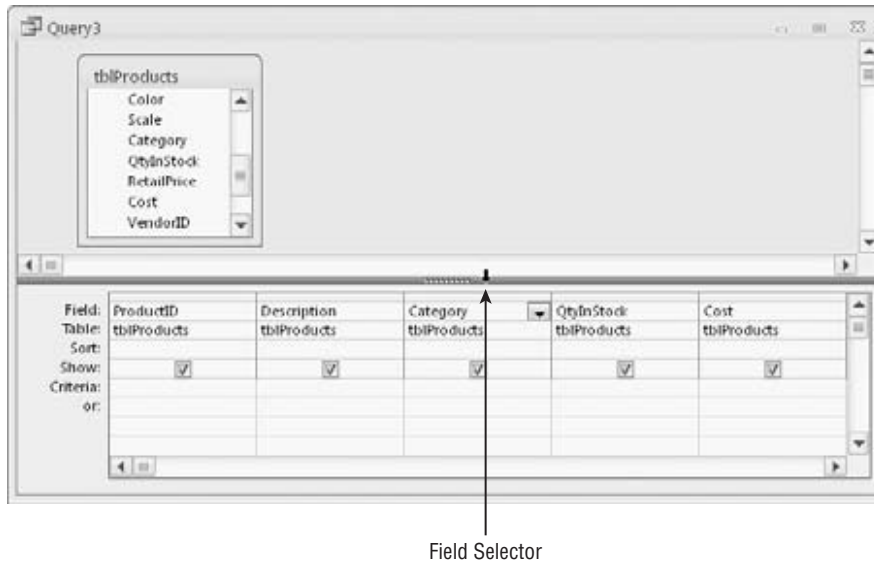 Query3
tblProducts
Color
Scale
Category
QtyInStock
RetailPrice
Cost
VendorID
Field: ProductID Description Category QtyInStock Cost
Table: tblProducts tblProducts tblProducts tblProducts tblProducts
Sort:
Show:
Criteria:
or:
Field Selector